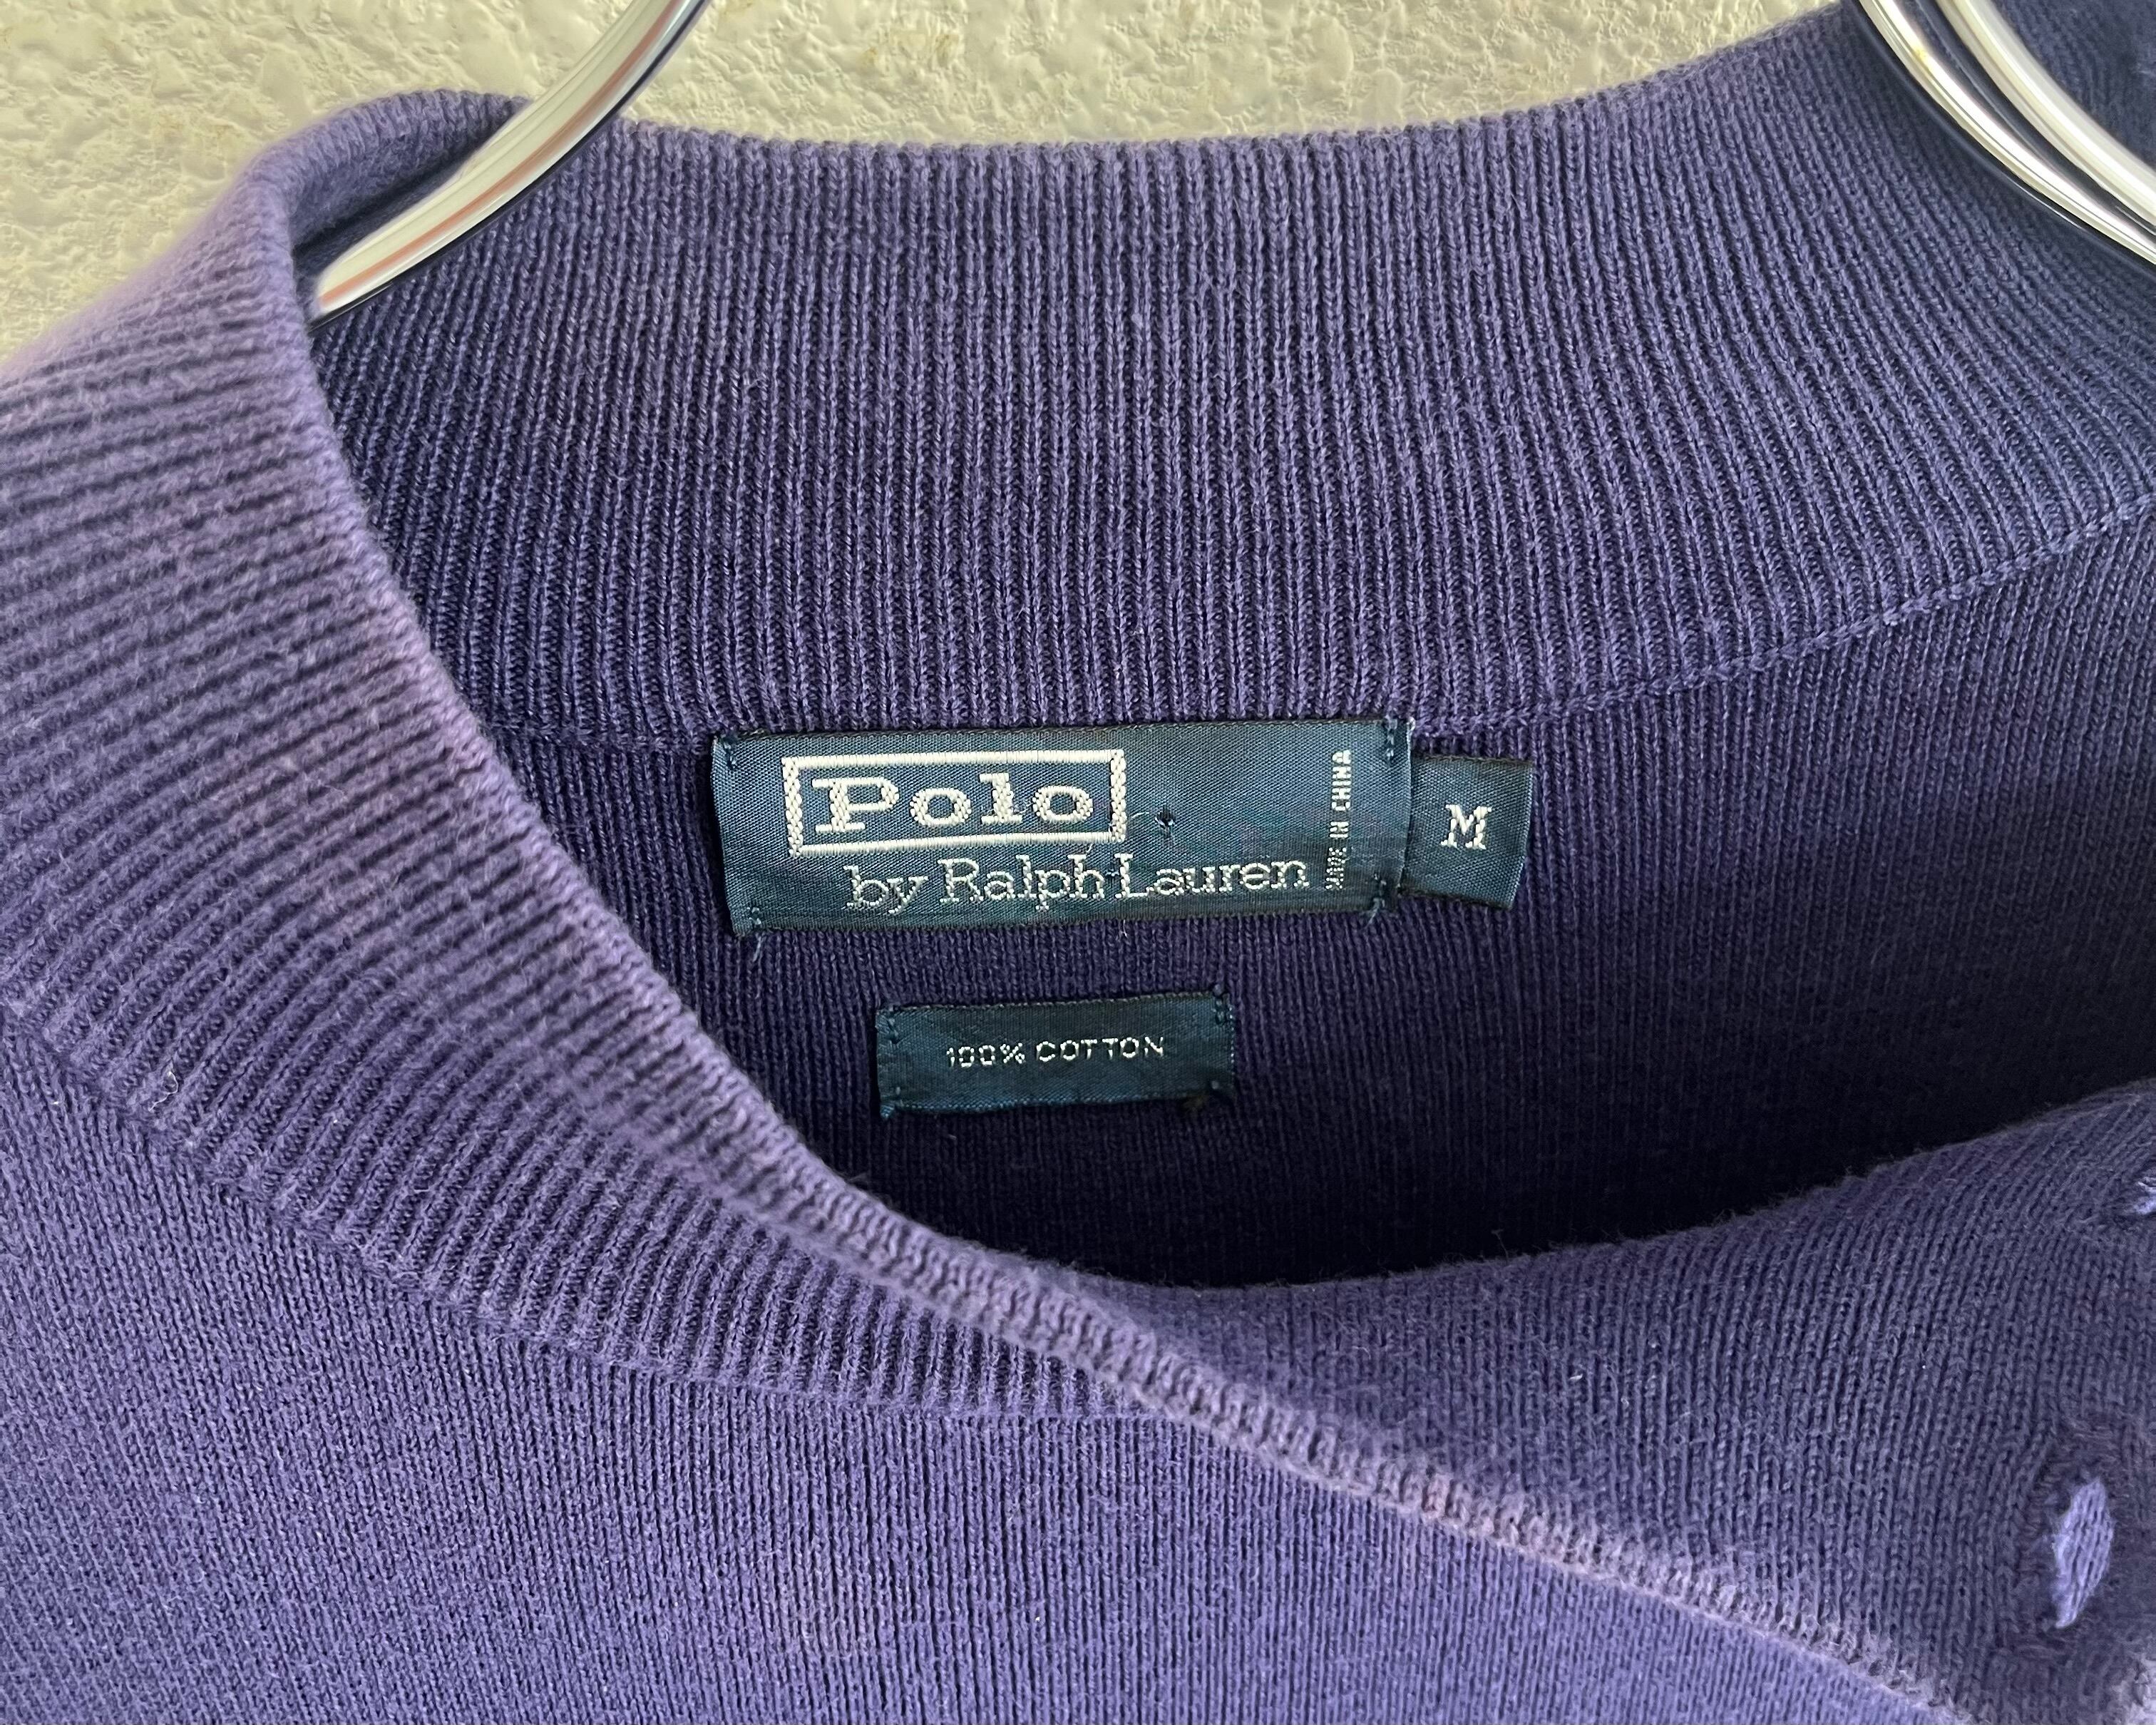 Polo
by Ralph Lauren
MADE IN CHINA
M
100% COTTON